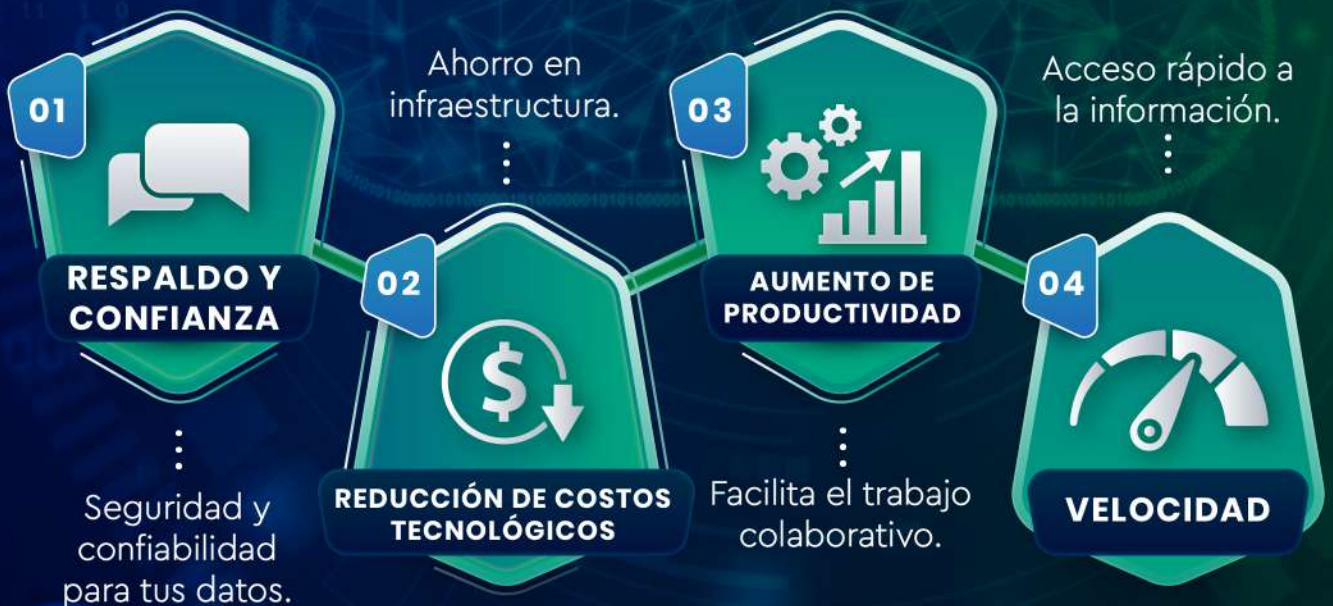 01
RESPALDO Y
CONFIANZA
Seguridad y
confiabilidad
para tus datos.
Ahorro en
infraestructura.
02
REDUCCIÓN DE COSTOS
TECNOLÓGICOS
03
AUMENTO DE
PRODUCTIVIDAD
Facilita el trabajo
colaborativo.
Acceso rápido a
la información.
04
VELOCIDAD